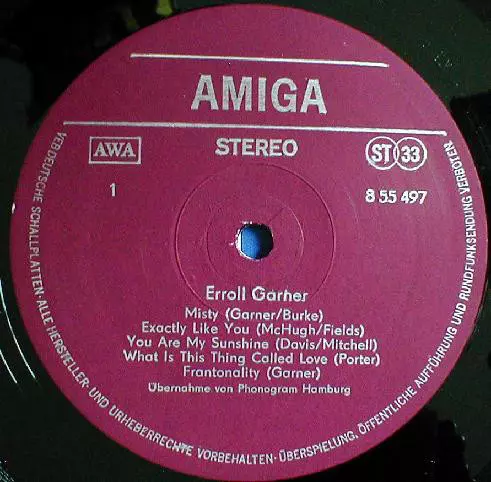 AMIGA
AWA
STEREO
ST 33
1
8 55 497
Erroll Garner
Misty (Garner/Burke)
Exactly Like You (McHugh/Fields)
You Are My Sunshine (Davis/Mitchell)
What Is This Thing Called Love (Porter)
Frantonality (Garner)
Übernahme von Phonogram Hamburg
VEB DEUTSCHE SCHALLPLATTEN · ALLE HERSTELLER- UND URHEBERRECHTE VORBEHALTEN · ÜBERSPIELUNG, ÖFFENTLICHE AUFFÜHRUNG UND RUNDFUNKSENDUNG VERBOTEN